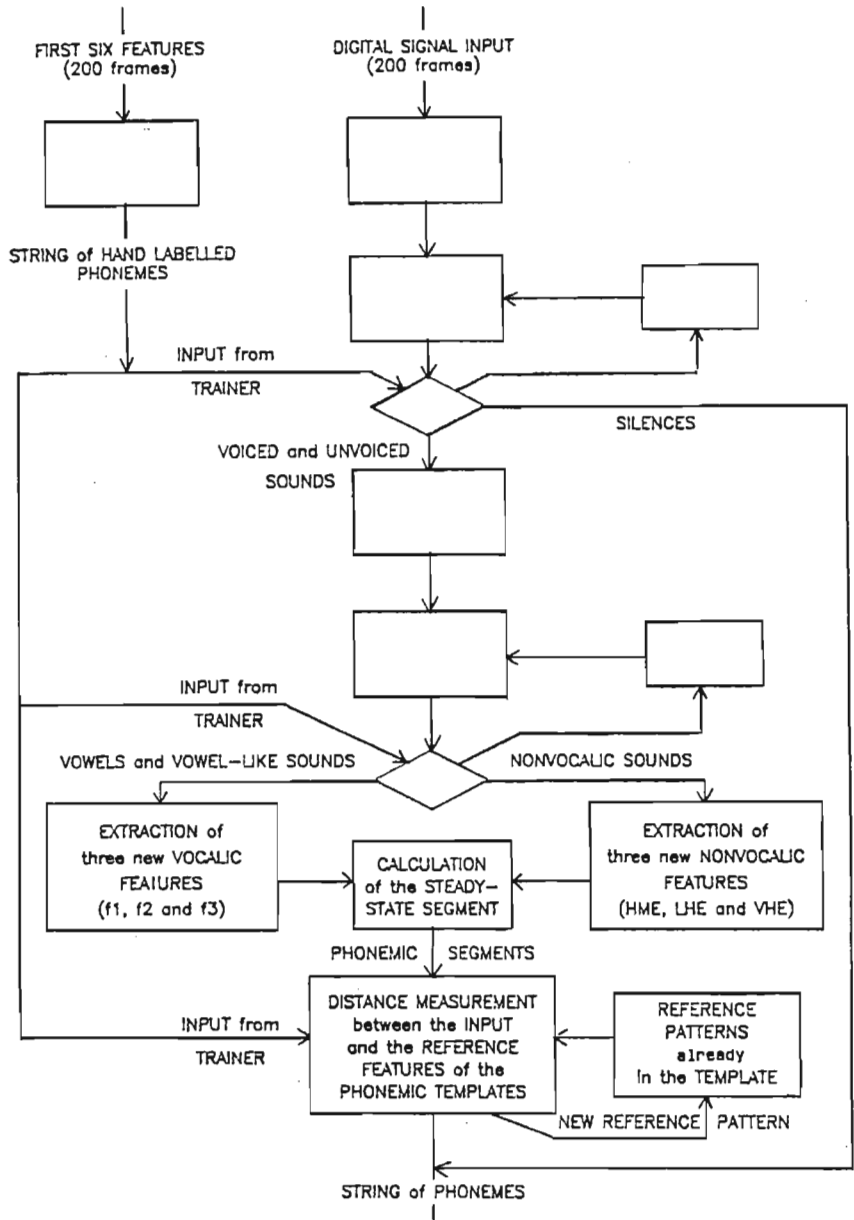 FIRST SIX FEATURES
(200 frames)
DIGITAL SIGNAL INPUT
(200 frames)
STRING of HAND LABELLED
PHONEMES
INPUT from
TRAINER
SILENCES
VOICED and UNVOICED
SOUNDS
INPUT from
TRAINER
VOWELS and VOWEL-LIKE SOUNDS
NONVOCALIC SOUNDS
EXTRACTION of
three new VOCALIC
FEATURES
(f1, f2 and f3)
CALCULATION
of the STEADY-
STATE SEGMENT
EXTRACTION of
three new NONVOCALIC
FEATURES
(HME, LHE and VHE)
PHONEMIC SEGMENTS
INPUT from
TRAINER
DISTANCE MEASUREMENT
between the INPUT
and the REFERENCE
FEATURES of the
PHONEMIC TEMPLATES
REFERENCE
PATTERNS
already
in the TEMPLATE
NEW REFERENCE PATTERN
STRING of PHONEMES